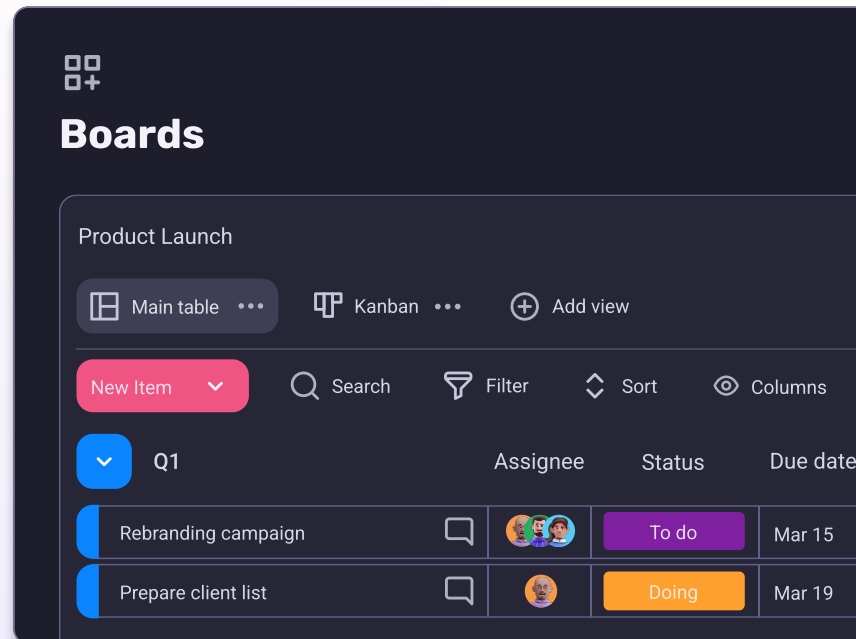 Boards
Product Launch
Main table
Kanban
Add view
New Item
Search
Filter
Sort
Columns
Q1
Assignee
Status
Due date
Rebranding campaign
To do
Mar 15
Prepare client list
Doing
Mar 19